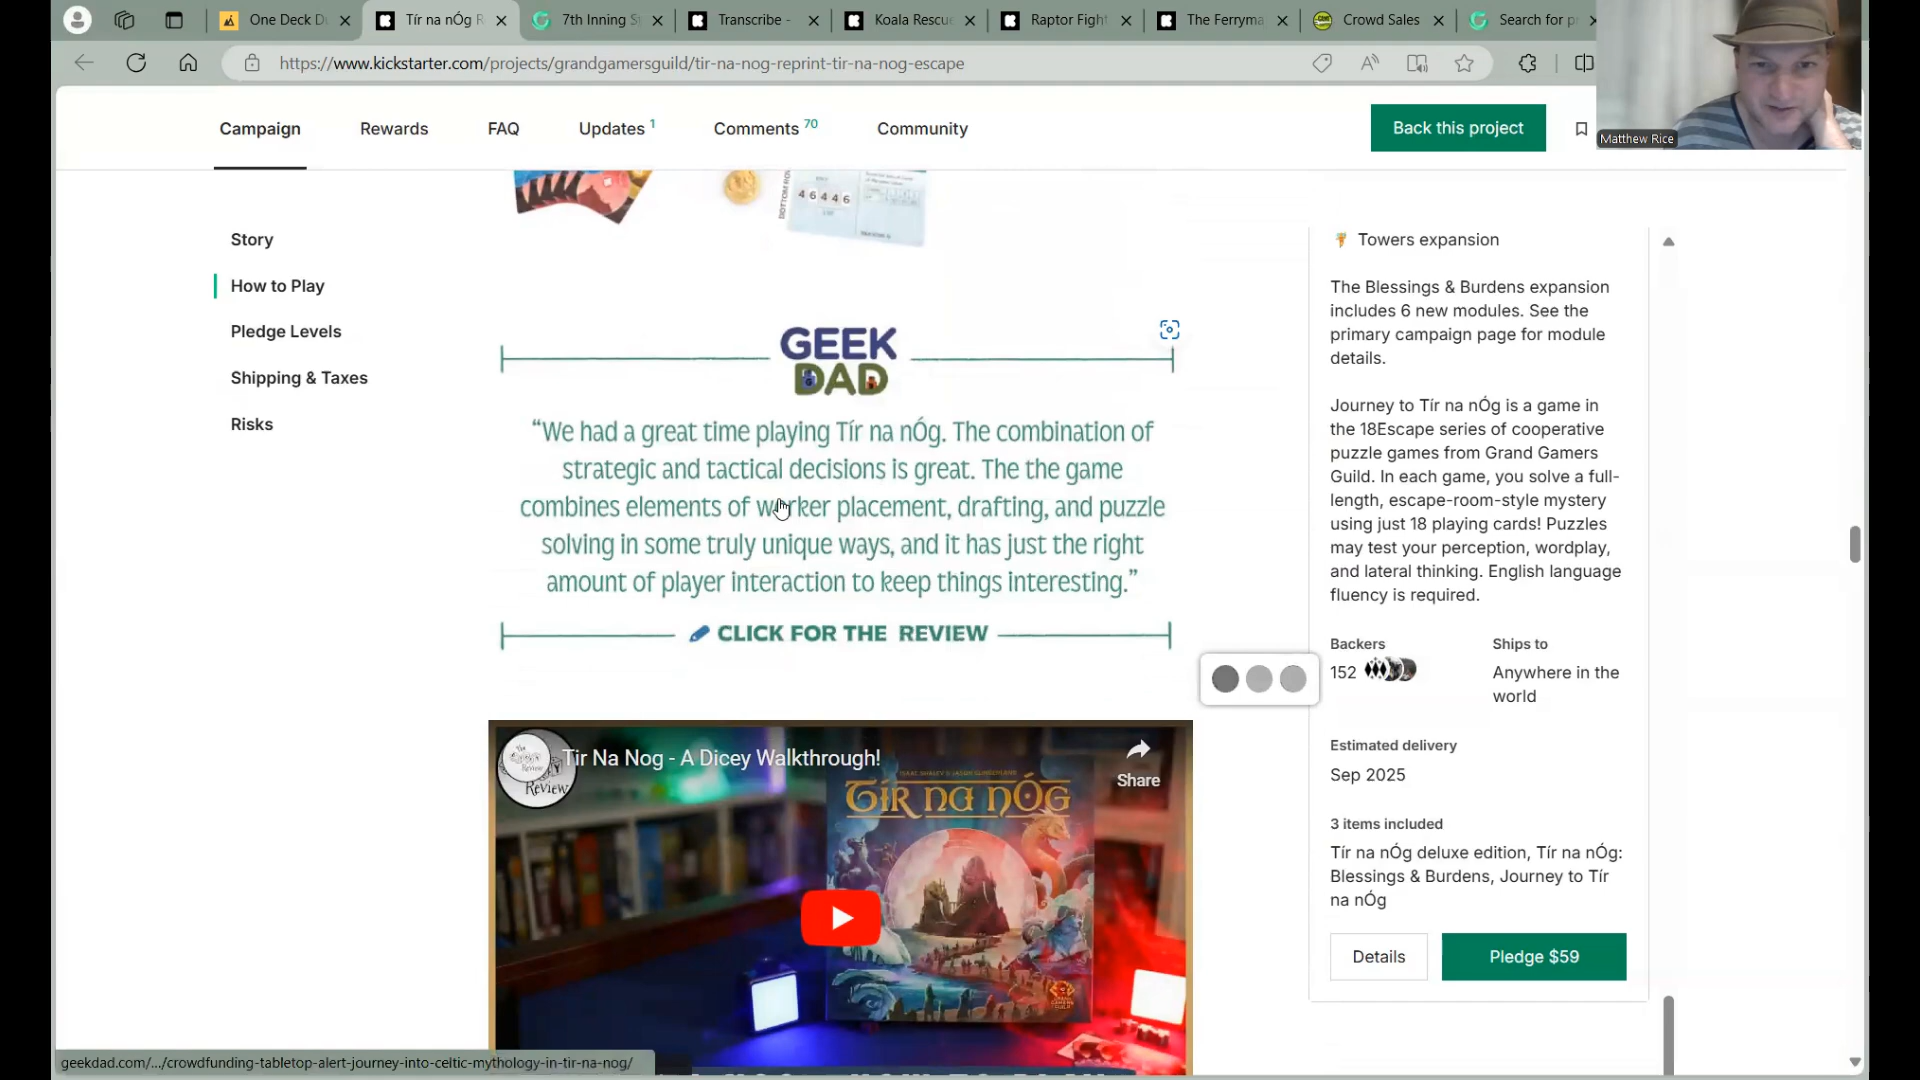 One Deck D
Tír na nÓg R
7th Inning S
Transcribe -
Koala Rescue
Raptor Fight
The Ferryma
Crowd Sales
Search for p
https://www.kickstarter.com/projects/grandgamersguild/tir-na-nog-reprint-tir-na-nog-escape
Matthew Rice
Campaign
Rewards
FAQ
Updates 1
Comments 70
Community
Back this project
Story
How to Play
Pledge Levels
Shipping & Taxes
Risks
46446
GEEK
DAD
“We had a great time playing Tír na nÓg. The combination of
strategic and tactical decisions is great. The the game
combines elements of worker placement, drafting, and puzzle
solving in some truly unique ways, and it has just the right
amount of player interaction to keep things interesting.”
CLICK FOR THE REVIEW
Tir Na Nog - A Dicey Walkthrough!
Share
Review
TÍR NA NÓG
Towers expansion
The Blessings & Burdens expansion
includes 6 new modules. See the
primary campaign page for module
details.
Journey to Tír na nÓg is a game in
the 18Escape series of cooperative
puzzle games from Grand Gamers
Guild. In each game, you solve a full-
length, escape-room-style mystery
using just 18 playing cards! Puzzles
may test your perception, wordplay,
and lateral thinking. English language
fluency is required.
Backers
152
Ships to
Anywhere in the
world
Estimated delivery
Sep 2025
3 items included
Tír na nÓg deluxe edition, Tír na nÓg:
Blessings & Burdens, Journey to Tír
na nÓg
Details
Pledge $59
geekdad.com/.../crowdfunding-tabletop-alert-journey-into-celtic-mythology-in-tir-na-nog/